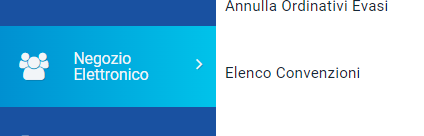 Annulla Ordinativi Evasi
Negozio
Elettronico
Elenco Convenzioni